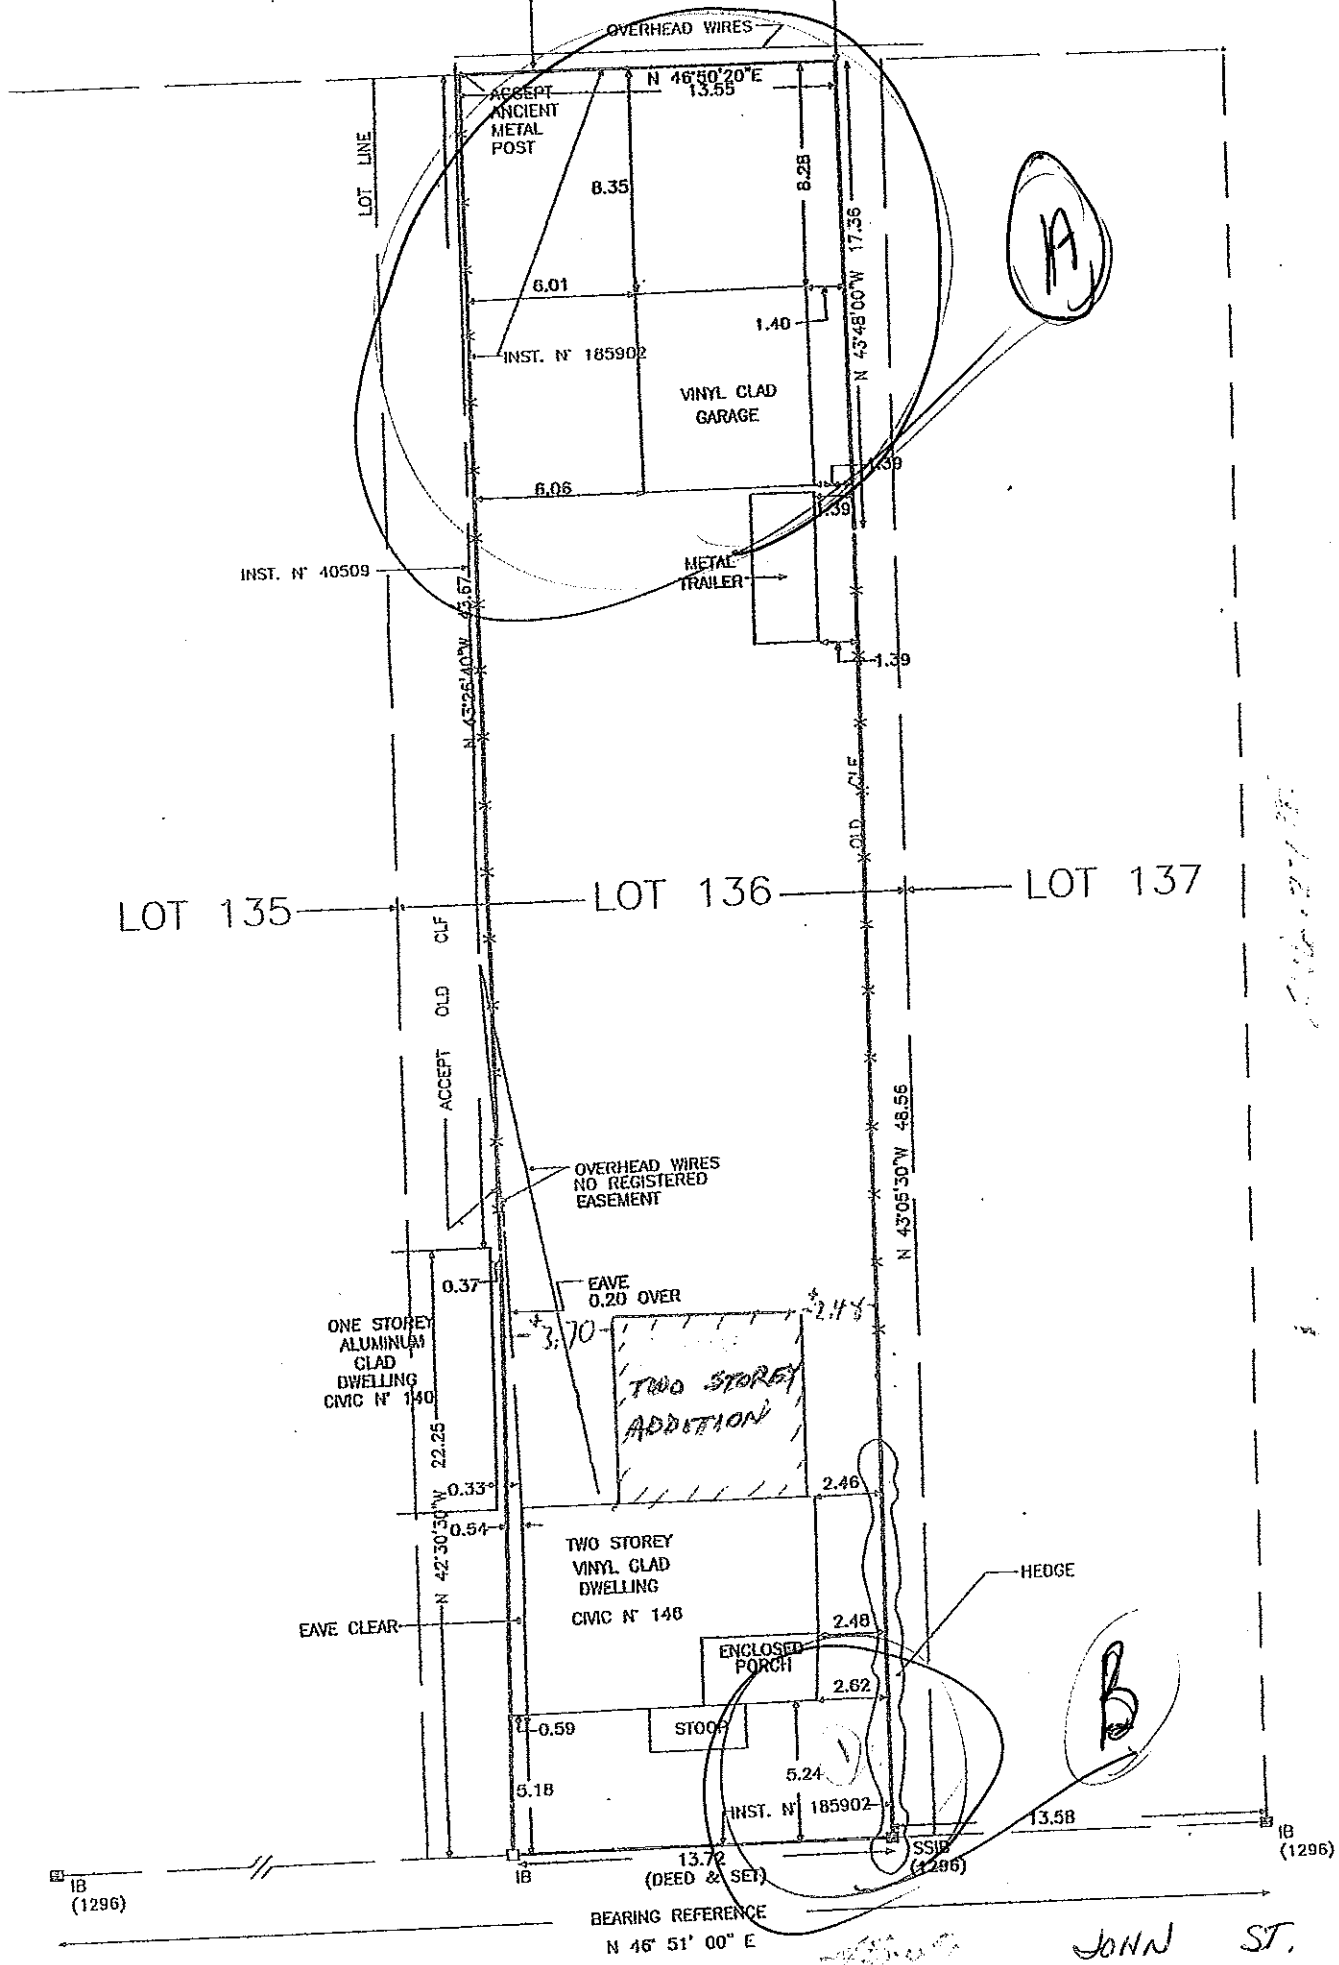 OVERHEAD WIRES
N 46°50'20"E
13.55
ACCEPT
ANCIENT
METAL
POST
LOT LINE
8.35
8.28
N 43°48'00"W 17.36
A
6.01
1.40
INST. N° 185902
VINYL CLAD
GARAGE
1.39
6.06
1.39
INST. N° 40509
METAL
TRAILER
1.39
N 43°26'40"W 43.67
OLD CLF
LOT 135
LOT 136
LOT 137
ACCEPT OLD CLF
N 43°05'30"W 48.56
OVERHEAD WIRES
NO REGISTERED
EASEMENT
0.37
EAVE
0.20 OVER
±3.70
±2.48
ONE STOREY
ALUMINUM
CLAD
DWELLING
CIVIC N° 140
TWO STOREY
ADDITION
N 42°30'30"W 22.25
0.33
2.46
0.54
TWO STOREY
VINYL CLAD
DWELLING
CIVIC N° 146
HEDGE
EAVE CLEAR
2.48
ENCLOSED
PORCH
B
2.62
0.59
STOOP
5.18
5.24
INST. N° 185902
13.58
IB
(1296)
IB
13.72
(DEED & SET)
SSIB
(1296)
IB
(1296)
BEARING REFERENCE
N 46° 51' 00" E
JOHN ST.